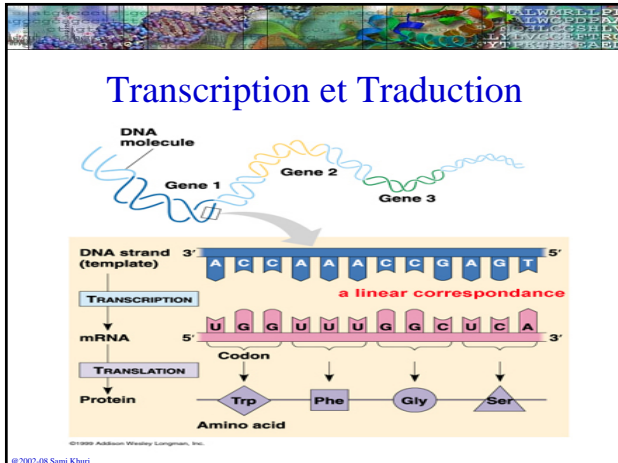 ALWMRLLP
ALWGPDPAA
Transcription et Traduction
DNA
molecule
Gene 1
Gene 2
Gene 3
DNA strand
(template)
3′ 5′
A C C A A A C C G A G T
a linear correspondance
TRANSCRIPTION
mRNA
5′ U G G U U U G G C U C A 3′
Codon
TRANSLATION
Protein
Trp Phe Gly Ser
Amino acid
©1999 Addison Wesley Longman, Inc.
@2002-08 Sami Khuri